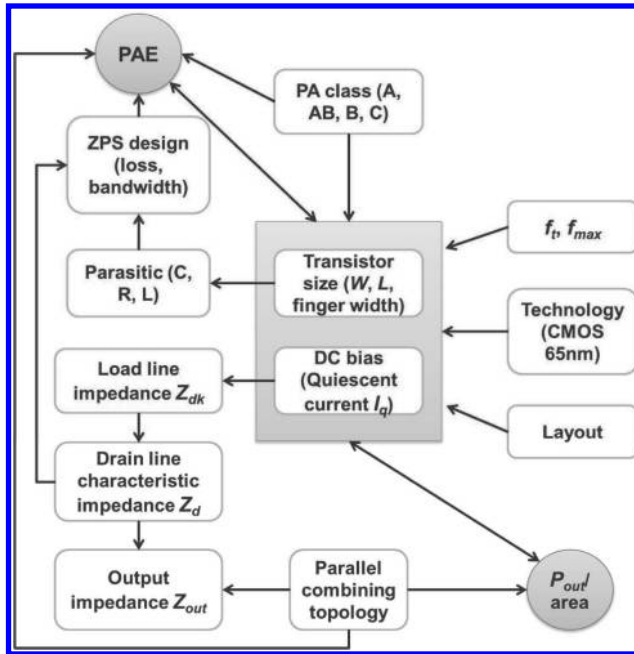 PAE
PA class (A,
AB, B, C)
ZPS design
(loss,
bandwidth)
f_t, f_max
Parasitic (C,
R, L)
Transistor
size (W, L,
finger width)
Technology
(CMOS
65nm)
Load line
impedance Z_dk
DC bias
(Quiescent
current I_q)
Layout
Drain line
characteristic
impedance Z_d
Output
impedance Z_out
Parallel
combining
topology
P_out/
area